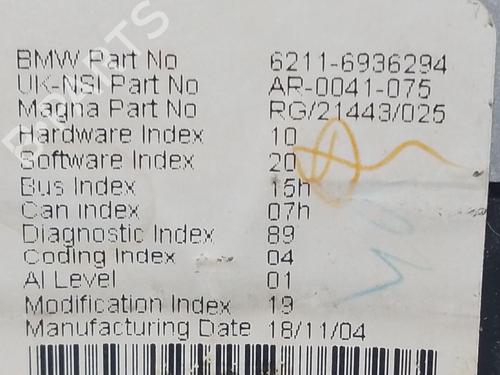 BMW Part No 6211-6936294
UK-NSI Part No AR-0041-075
Magna Part No RG/21443/025
Hardware Index 10
Software Index 20
Bus Index 15h
Can index 07h
Diagnostic Index 89
Coding Index 04
AI Level 01
Modification Index 19
Manufacturing Date 18/11/04